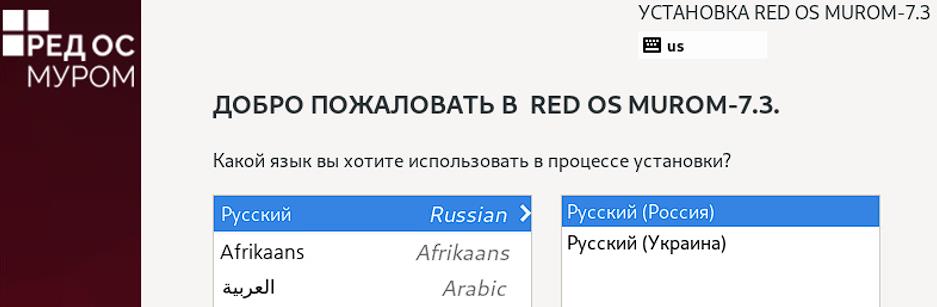 РЕД ОС
МУРОМ
УСТАНОВКА RED OS MUROM-7.3
us
ДОБРО ПОЖАЛОВАТЬ В RED OS MUROM-7.3.
Какой язык вы хотите использовать в процессе установки?
Русский Russian
Afrikaans Afrikaans
العربية Arabic
Русский (Россия)
Русский (Украина)